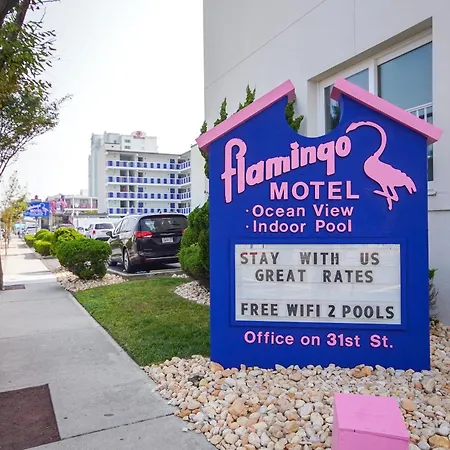 flamingo
MOTEL
· Ocean View
· Indoor Pool
STAY WITH US
GREAT RATES
FREE WIFI 2 POOLS
Office on 31st St.